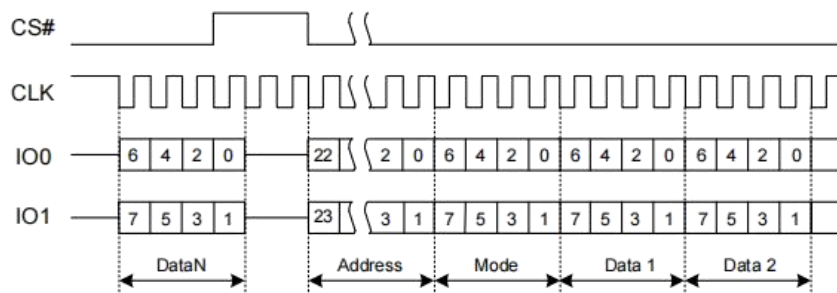 CS#
CLK
IO0 6 4 2 0 22 2 0 6 4 2 0 6 4 2 0 6 4 2 0
IO1 7 5 3 1 23 3 1 7 5 3 1 7 5 3 1 7 5 3 1
DataN Address Mode Data 1 Data 2